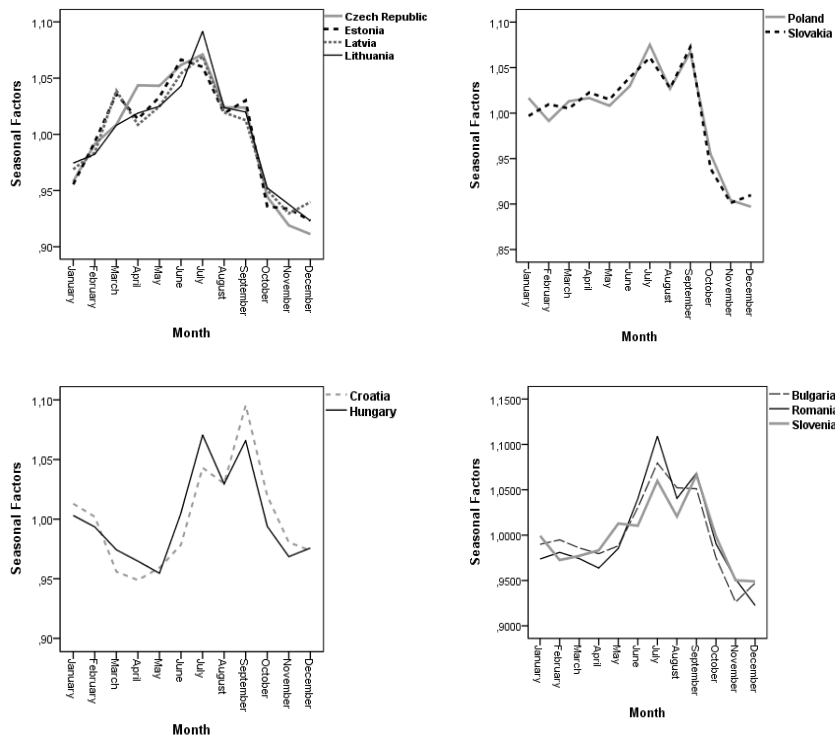 Czech Republic
Estonia
Latvia
Lithuania
1,10
1,05
1,00
,95
,90
Seasonal Factors
January
February
March
April
May
June
July
August
September
October
November
December
Month
Poland
Slovakia
1,10
1,05
1,00
,95
,90
,85
Seasonal Factors
January
February
March
April
May
June
July
August
September
October
November
December
Month
Croatia
Hungary
1,10
1,05
1,00
,95
,90
Seasonal Factors
January
February
March
April
May
June
July
August
September
October
November
December
Month
Bulgaria
Romania
Slovenia
1,1500
1,1000
1,0500
1,0000
,9500
,9000
Seasonal Factors
January
February
March
April
May
June
July
August
September
October
November
December
Month